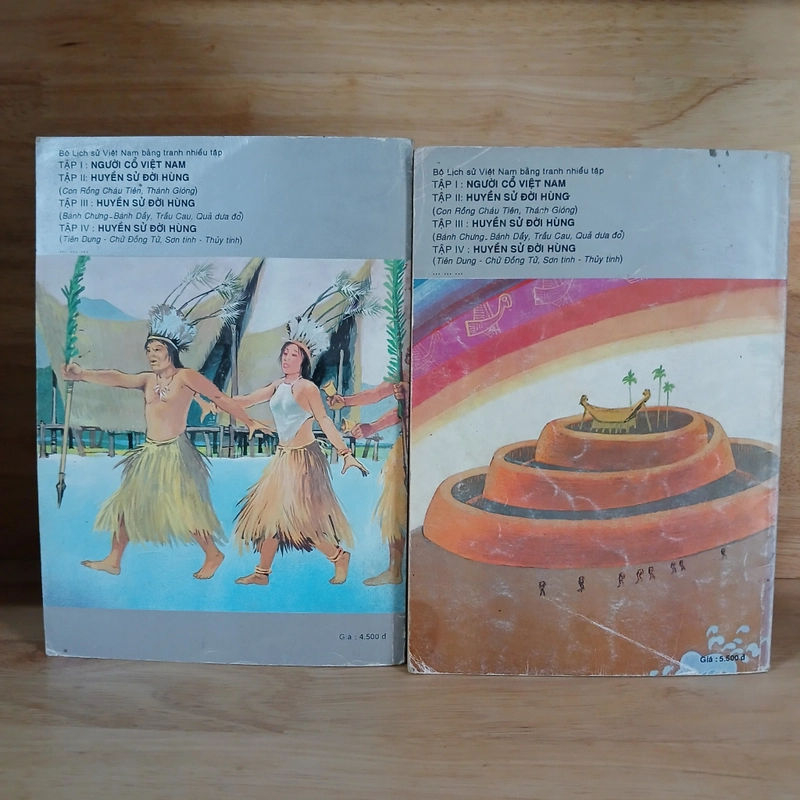 Bộ Lịch sử Việt Nam bằng tranh nhiều tập
TẬP I : NGƯỜI CỔ VIỆT NAM
TẬP II: HUYỀN SỬ ĐỜI HÙNG
(Con Rồng Cháu Tiên, Thánh Gióng)
TẬP III : HUYỀN SỬ ĐỜI HÙNG
(Bánh Chưng-Bánh Dầy, Trầu Cau, Quả dưa đỏ)
TẬP IV : HUYỀN SỬ ĐỜI HÙNG
(Tiên Dung - Chử Đồng Tử, Sơn tinh - Thủy tinh)
... ... ...
Giá : 4.500 đ
Bộ Lịch sử Việt Nam bằng tranh nhiều tập
TẬP I : NGƯỜI CỔ VIỆT NAM
TẬP II: HUYỀN SỬ ĐỜI HÙNG
(Con Rồng Cháu Tiên, Thánh Gióng)
TẬP III : HUYỀN SỬ ĐỜI HÙNG
(Bánh Chưng-Bánh Dầy, Trầu Cau, Quả dưa đỏ)
TẬP IV : HUYỀN SỬ ĐỜI HÙNG
(Tiên Dung - Chử Đồng Tử, Sơn tinh - Thủy tinh)
... ... ...
Giá : 5.500 đ